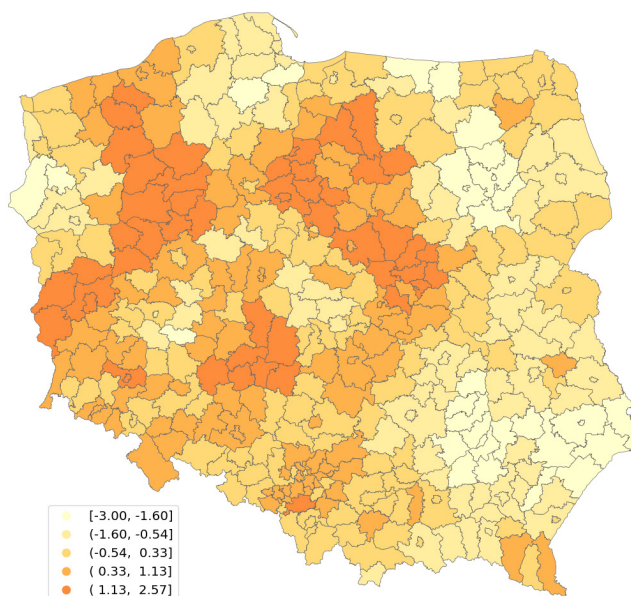 [-3.00, -1.60]
(-1.60, -0.54]
(-0.54,  0.33]
( 0.33,  1.13]
( 1.13,  2.57]